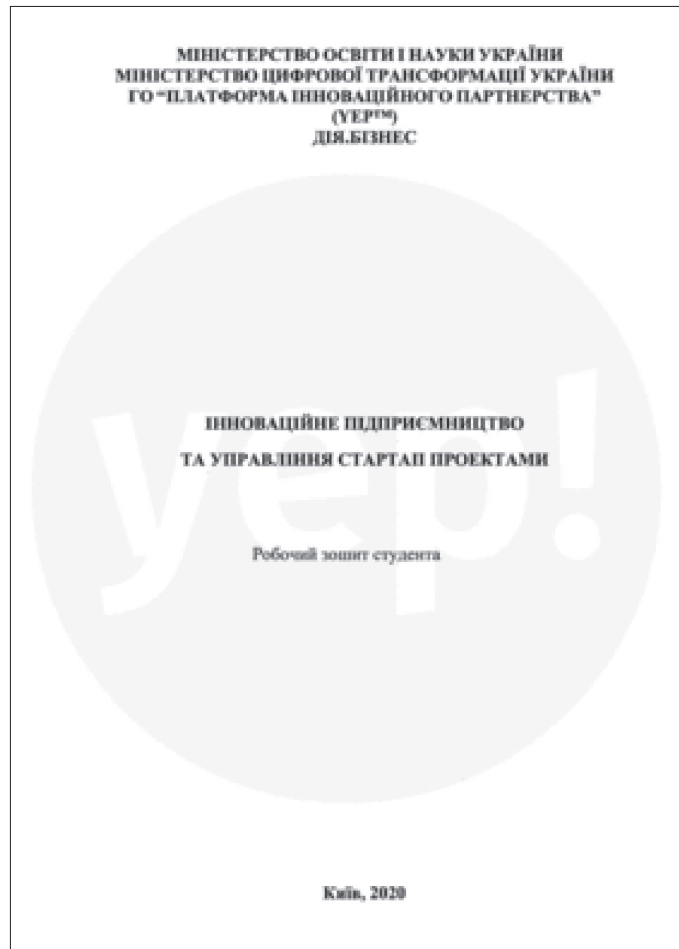 МІНІСТЕРСТВО ОСВІТИ І НАУКИ УКРАЇНИ
МІНІСТЕРСТВО ЦИФРОВОЇ ТРАНСФОРМАЦІЇ УКРАЇНИ
ГО “ПЛАТФОРМА ІННОВАЦІЙНОГО ПАРТНЕРСТВА”
(YEP™)
ДІЯ.БІЗНЕС
yep!
ІННОВАЦІЙНЕ ПІДПРИЄМНИЦТВО
ТА УПРАВЛІННЯ СТАРТАП ПРОЕКТАМИ
Робочий зошит студента
Київ, 2020